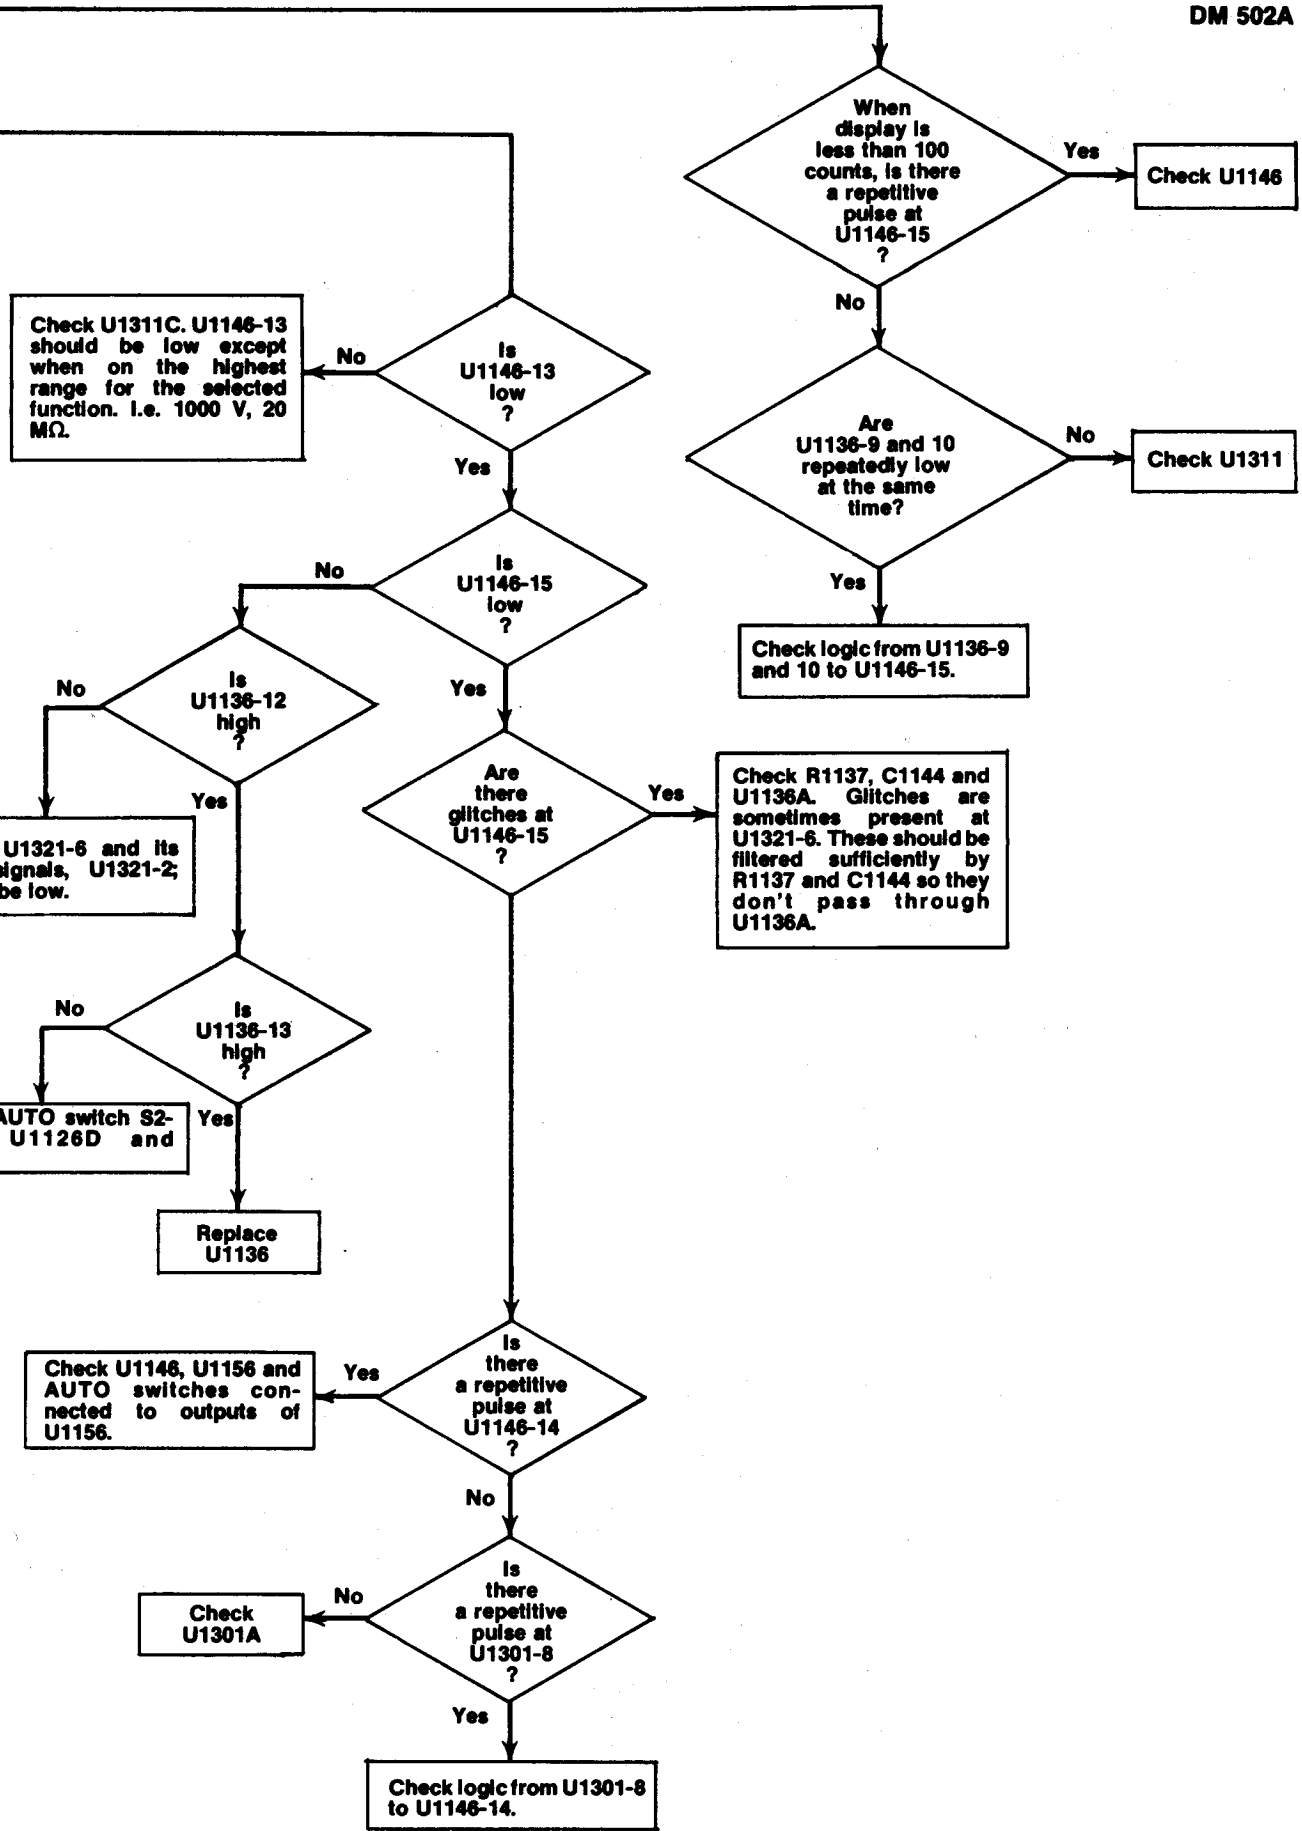 DM 502A
When
display is
less than 100
counts, is there
a repetitive
pulse at
U1146-15
?
Yes
Check U1146
No
Are
U1136-9 and 10
repeatedly low
at the same
time?
No
Check U1311
Yes
Check logic from U1136-9
and 10 to U1146-15.
Is
U1146-13
low
?
No
Check U1311C. U1146-13
should be low except
when on the highest
range for the selected
function. I.e. 1000 V, 20
MΩ.
Yes
Is
U1146-15
low
?
No
Is
U1136-12
high
?
No
U1321-6 and its
signals, U1321-2;
be low.
Yes
Is
U1136-13
high
?
No
AUTO switch S2-
U1126D and
Yes
Replace
U1136
Yes
Are
there
glitches at
U1146-15
?
Yes
Check R1137, C1144 and
U1136A. Glitches are
sometimes present at
U1321-6. These should be
filtered sufficiently by
R1137 and C1144 so they
don't pass through
U1136A.
Is
there
a repetitive
pulse at
U1146-14
?
Yes
Check U1146, U1156 and
AUTO switches con-
nected to outputs of
U1156.
No
Is
there
a repetitive
pulse at
U1301-8
?
No
Check
U1301A
Yes
Check logic from U1301-8
to U1146-14.